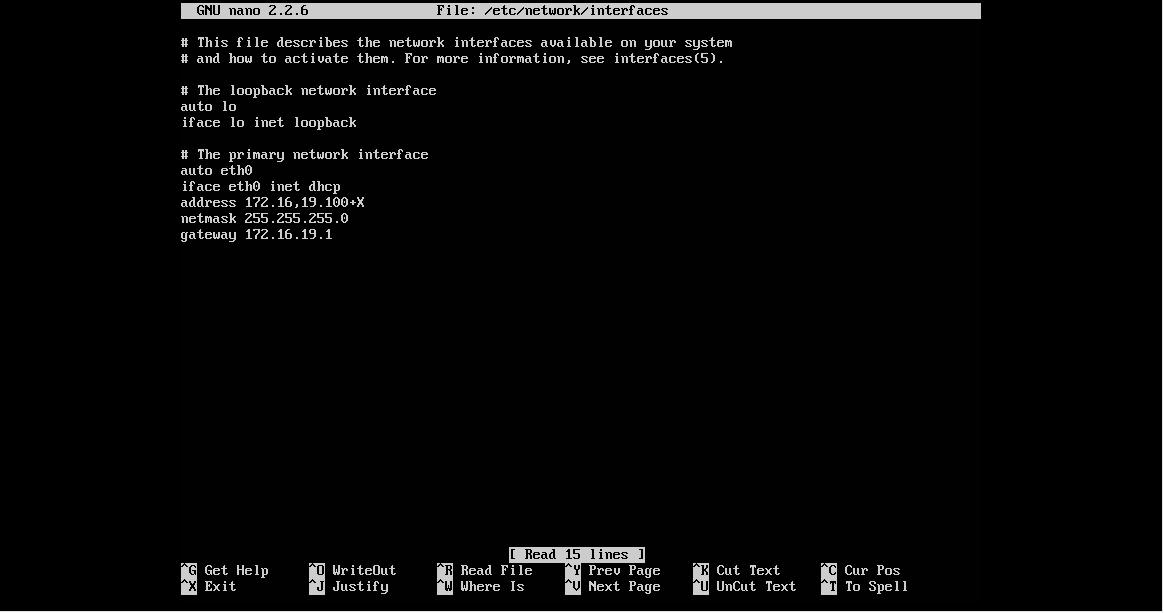 GNU nano 2.2.6 File: /etc/network/interfaces
# This file describes the network interfaces available on your system
# and how to activate them. For more information, see interfaces(5).
# The loopback network interface
auto lo
iface lo inet loopback
# The primary network interface
auto eth0
iface eth0 inet dhcp
address 172.16,19.100+X
netmask 255.255.255.0
gateway 172.16.19.1
[ Read 15 lines ]
^G Get Help ^O WriteOut ^R Read File ^Y Prev Page ^K Cut Text ^C Cur Pos
^X Exit ^J Justify ^W Where Is ^V Next Page ^U UnCut Text ^T To Spell